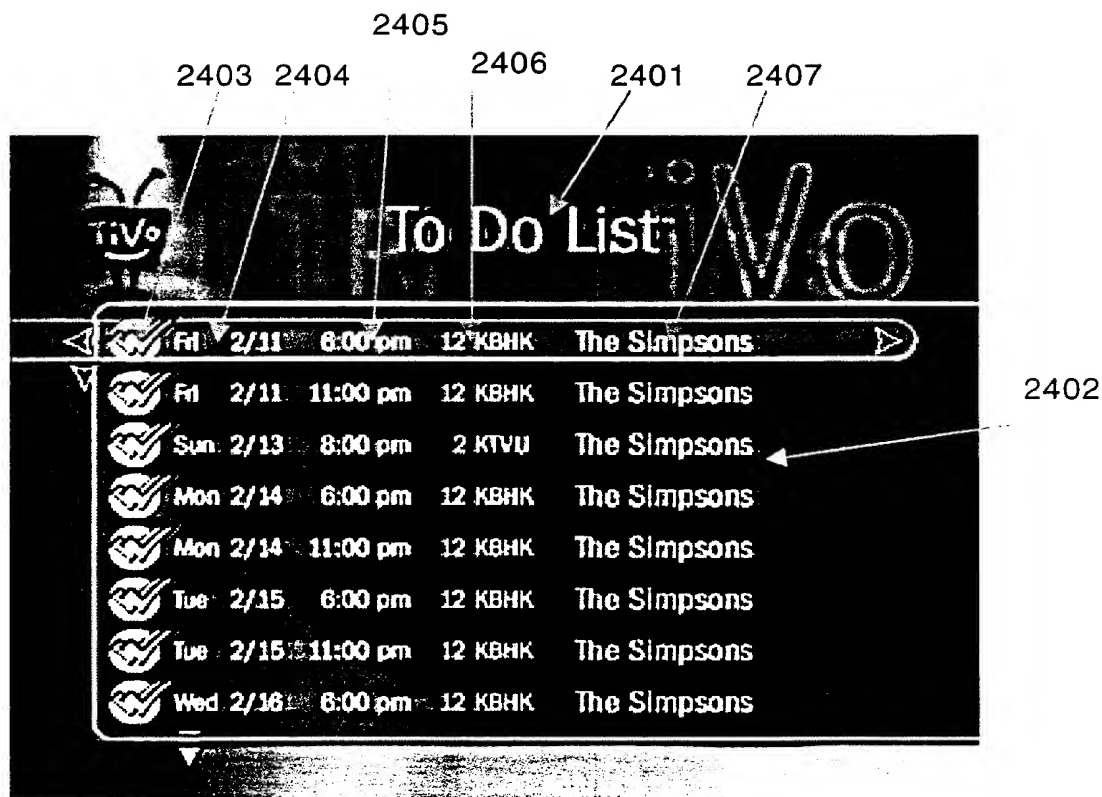 2405
2403 2404 2406 2401 2407
TiVo
To Do List
TiVo
Fri 2/11 6:00 pm 12 KBHK The Simpsons
Fri 2/11 11:00 pm 12 KBHK The Simpsons
2402
Sun 2/13 8:00 pm 2 KTVU The Simpsons
Mon 2/14 6:00 pm 12 KBHK The Simpsons
Mon 2/14 11:00 pm 12 KBHK The Simpsons
Tue 2/15 6:00 pm 12 KBHK The Simpsons
Tue 2/15 11:00 pm 12 KBHK The Simpsons
Wed 2/16 6:00 pm 12 KBHK The Simpsons